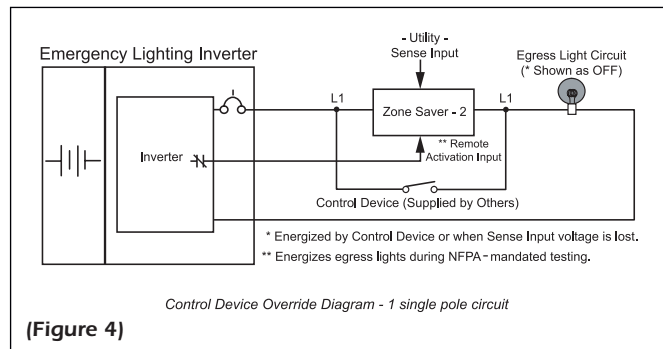 Emergency Lighting Inverter
- Utility -
Sense Input
Egress Light Circuit
(* Shown as OFF)
L1
Zone Saver - 2
L1
Inverter
** Remote
Activation Input
Control Device (Supplied by Others)
* Energized by Control Device or when Sense Input voltage is lost.
** Energizes egress lights during NFPA-mandated testing.
Control Device Override Diagram - 1 single pole circuit
(Figure 4)